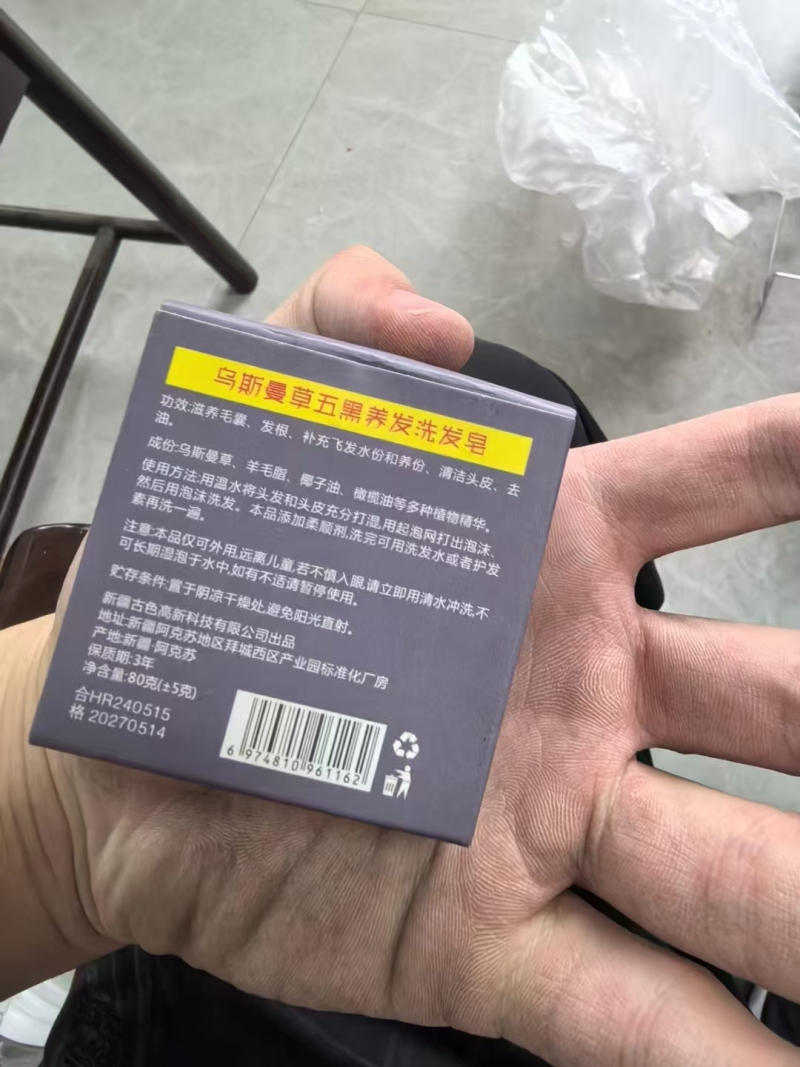 乌斯曼草五黑养发洗发皂
功效:滋养毛囊、发根、补充飞发水份和养份、清洁头皮、去
油。
成份:乌斯曼草、羊毛脂、椰子油、橄榄油等多种植物精华。
使用方法:用温水将头发和头皮充分打湿,用起泡网打出泡沫、
然后用泡沫洗发。本品添加柔顺剂,洗完可用洗发水或者护发
素再洗一遍。
注意:本品仅可外用,远离儿童,若不慎入眼,请立即用清水冲洗,不
可长期湿泡于水中,如有不适请暂停使用。
贮存条件:置于阴凉干燥处,避免阳光直射。
新疆古色高新科技有限公司出品
地址:新疆阿克苏地区拜城西区产业园标准化厂房
产地:新疆·阿克苏
保质期:3年
净含量:80克(±5克)
合HR240515
格 20270514
6 974810 961162